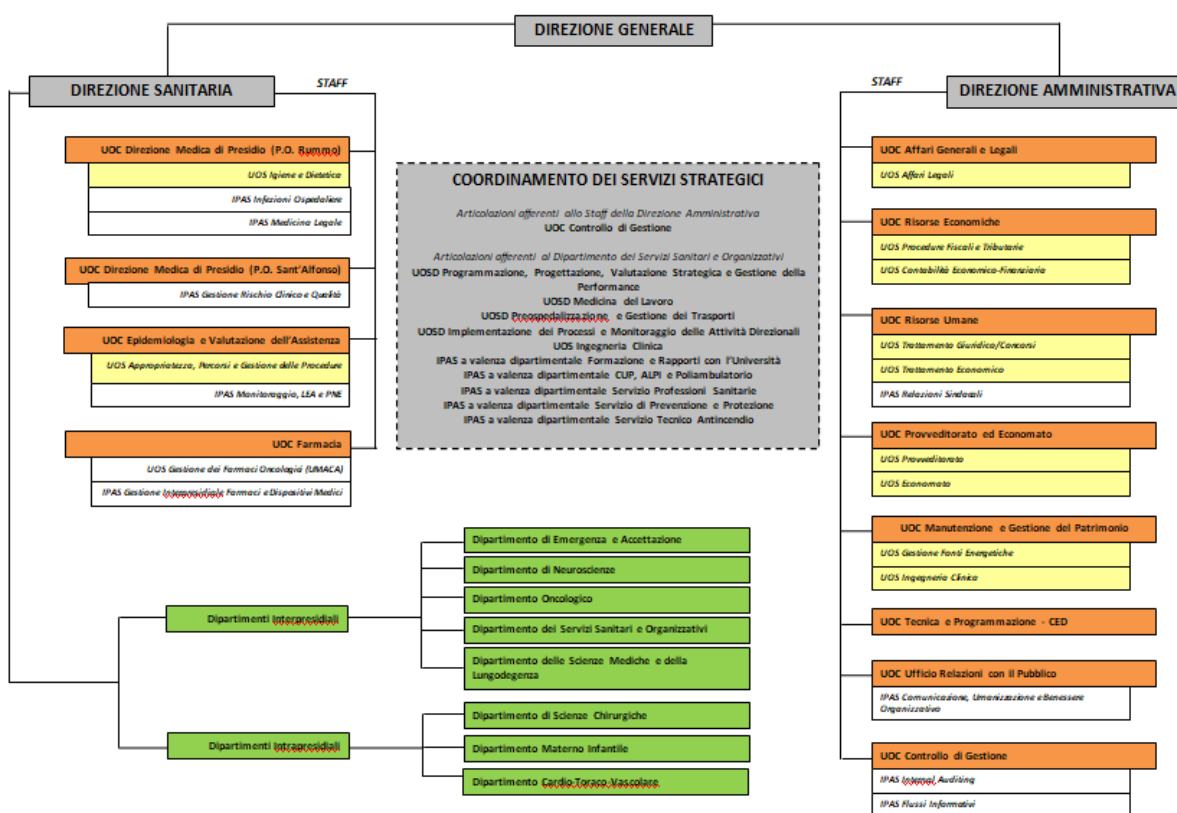 DIREZIONE GENERALE
DIREZIONE SANITARIA
STAFF
STAFF
DIREZIONE AMMINISTRATIVA
UOC Direzione Medica di Presidio (P.O. Rummo)
UOS Igiene e Dietetica
IPAS Infezioni Ospedaliere
IPAS Medicina Legale
UOC Direzione Medica di Presidio (P.O. Sant'Alfonso)
IPAS Gestione Rischio Clinico e Qualità
UOC Epidemiologia e Valutazione dell'Assistenza
UOS Appropriatezza, Percorsi e Gestione delle Procedure
IPAS Monitoraggio, LEA e PNE
UOC Farmacia
UOS Gestione dei Farmaci Oncologici (UMACA)
IPAS Gestione Interpresidiale Farmaci e Dispositivi Medici
COORDINAMENTO DEI SERVIZI STRATEGICI
Articolazioni afferenti allo Staff della Direzione Amministrativa
UOC Controllo di Gestione
Articolazioni afferenti al Dipartimento dei Servizi Sanitari e Organizzativi
UOSD Programmazione, Progettazione, Valutazione Strategica e Gestione della
Performance
UOSD Medicina del Lavoro
UOSD Preospedalizzazione e Gestione dei Trasporti
UOSD Implementazione dei Processi e Monitoraggio delle Attività Direzionali
UOS Ingegneria Clinica
IPAS a valenza dipartimentale Formazione e Rapporti con l'Università
IPAS a valenza dipartimentale CUP, ALPI e Poliambulatorio
IPAS a valenza dipartimentale Servizio Professioni Sanitarie
IPAS a valenza dipartimentale Servizio di Prevenzione e Protezione
IPAS a valenza dipartimentale Servizio Tecnico Antincendio
UOC Affari Generali e Legali
UOS Affari Legali
UOC Risorse Economiche
UOS Procedure Fiscali e Tributarie
UOS Contabilità Economico-Finanziaria
UOC Risorse Umane
UOS Trattamento Giuridico/Concorsi
UOS Trattamento Economico
IPAS Relazioni Sindacali
UOC Provveditorato ed Economato
UOS Provveditorato
UOS Economato
UOC Manutenzione e Gestione del Patrimonio
UOS Gestione Fonti Energetiche
UOS Ingegneria Clinica
UOC Tecnica e Programmazione - CED
UOC Ufficio Relazioni con il Pubblico
IPAS Comunicazione, Umanizzazione e Benessere
Organizzativo
UOC Controllo di Gestione
IPAS Internal Auditing
IPAS Flussi Informativi
Dipartimenti Interpresidiali
Dipartimento di Emergenza e Accettazione
Dipartimento di Neuroscienze
Dipartimento Oncologico
Dipartimento dei Servizi Sanitari e Organizzativi
Dipartimento delle Scienze Mediche e della
Lungodegenza
Dipartimenti Intrapresidiali
Dipartimento di Scienze Chirurgiche
Dipartimento Materno Infantile
Dipartimento Cardio-Toraco-Vascolare